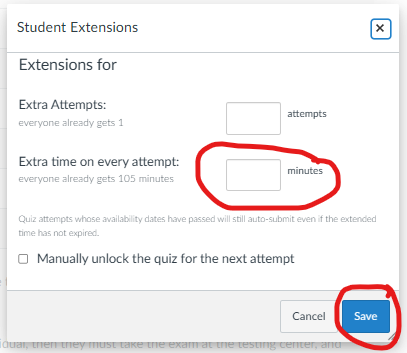 Student Extensions
Extensions for
Extra Attempts:
everyone already gets 1
attempts
Extra time on every attempt:
everyone already gets 105 minutes
minutes
Quiz attempts whose availability dates have passed will still auto-submit even if the extended
time has not expired.
Manually unlock the quiz for the next attempt
Cancel
Save
then they must take the exam at the testing center, and